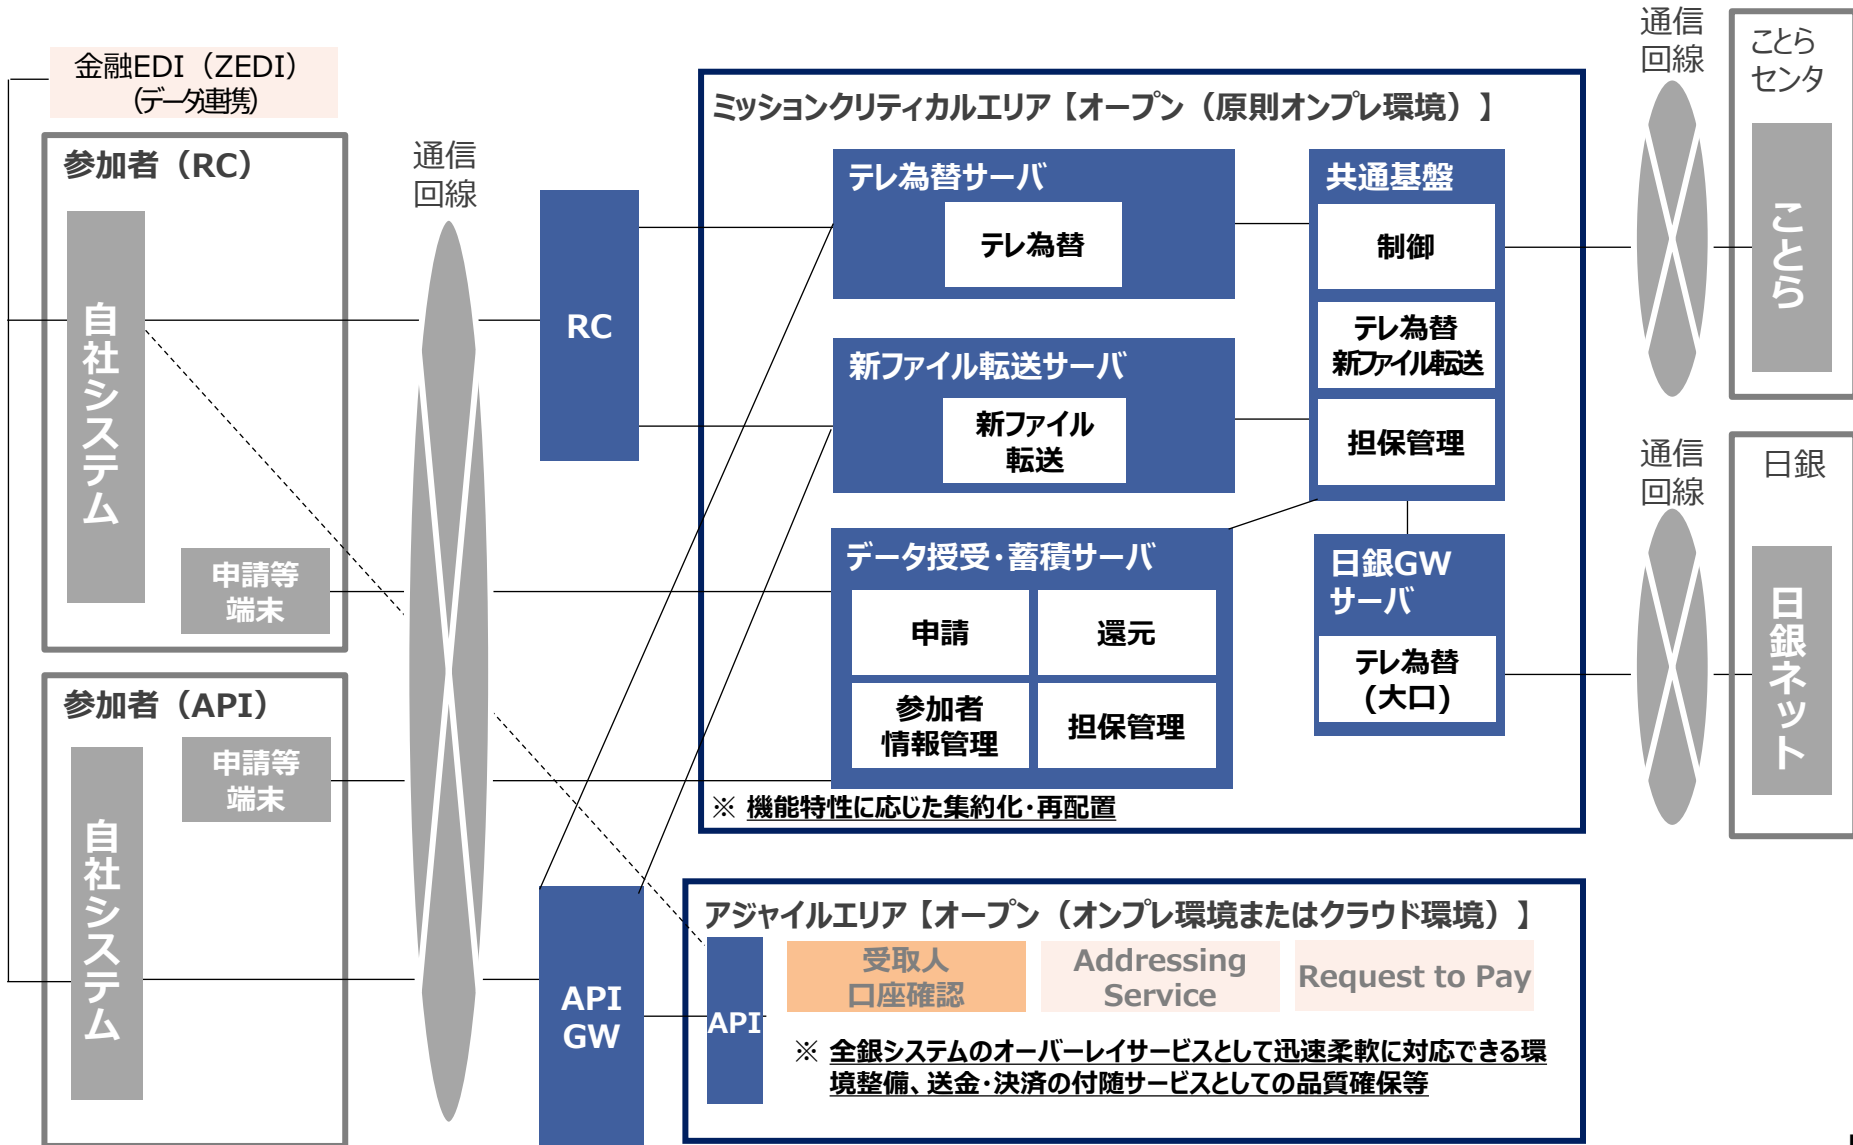 金融EDI（ZEDI）
（データ連携）
参加者（RC）
自社システム
申請等
端末
参加者（API）
申請等
端末
自社システム
通信
回線
RC
API
GW
ミッションクリティカルエリア【オープン（原則オンプレ環境）】
テレ為替サーバ
テレ為替
新ファイル転送サーバ
新ファイル
転送
データ授受・蓄積サーバ
申請
還元
参加者
情報管理
担保管理
共通基盤
制御
テレ為替
新ファイル転送
担保管理
日銀GW
サーバ
テレ為替
(大口)
※ 機能特性に応じた集約化・再配置
アジャイルエリア【オープン（オンプレ環境またはクラウド環境）】
API
受取人
口座確認
Addressing
Service
Request to Pay
※ 全銀システムのオーバーレイサービスとして迅速柔軟に対応できる環
境整備、送金・決済の付随サービスとしての品質確保等
通信
回線
ことら
センタ
ことら
通信
回線
日銀
日銀ネット